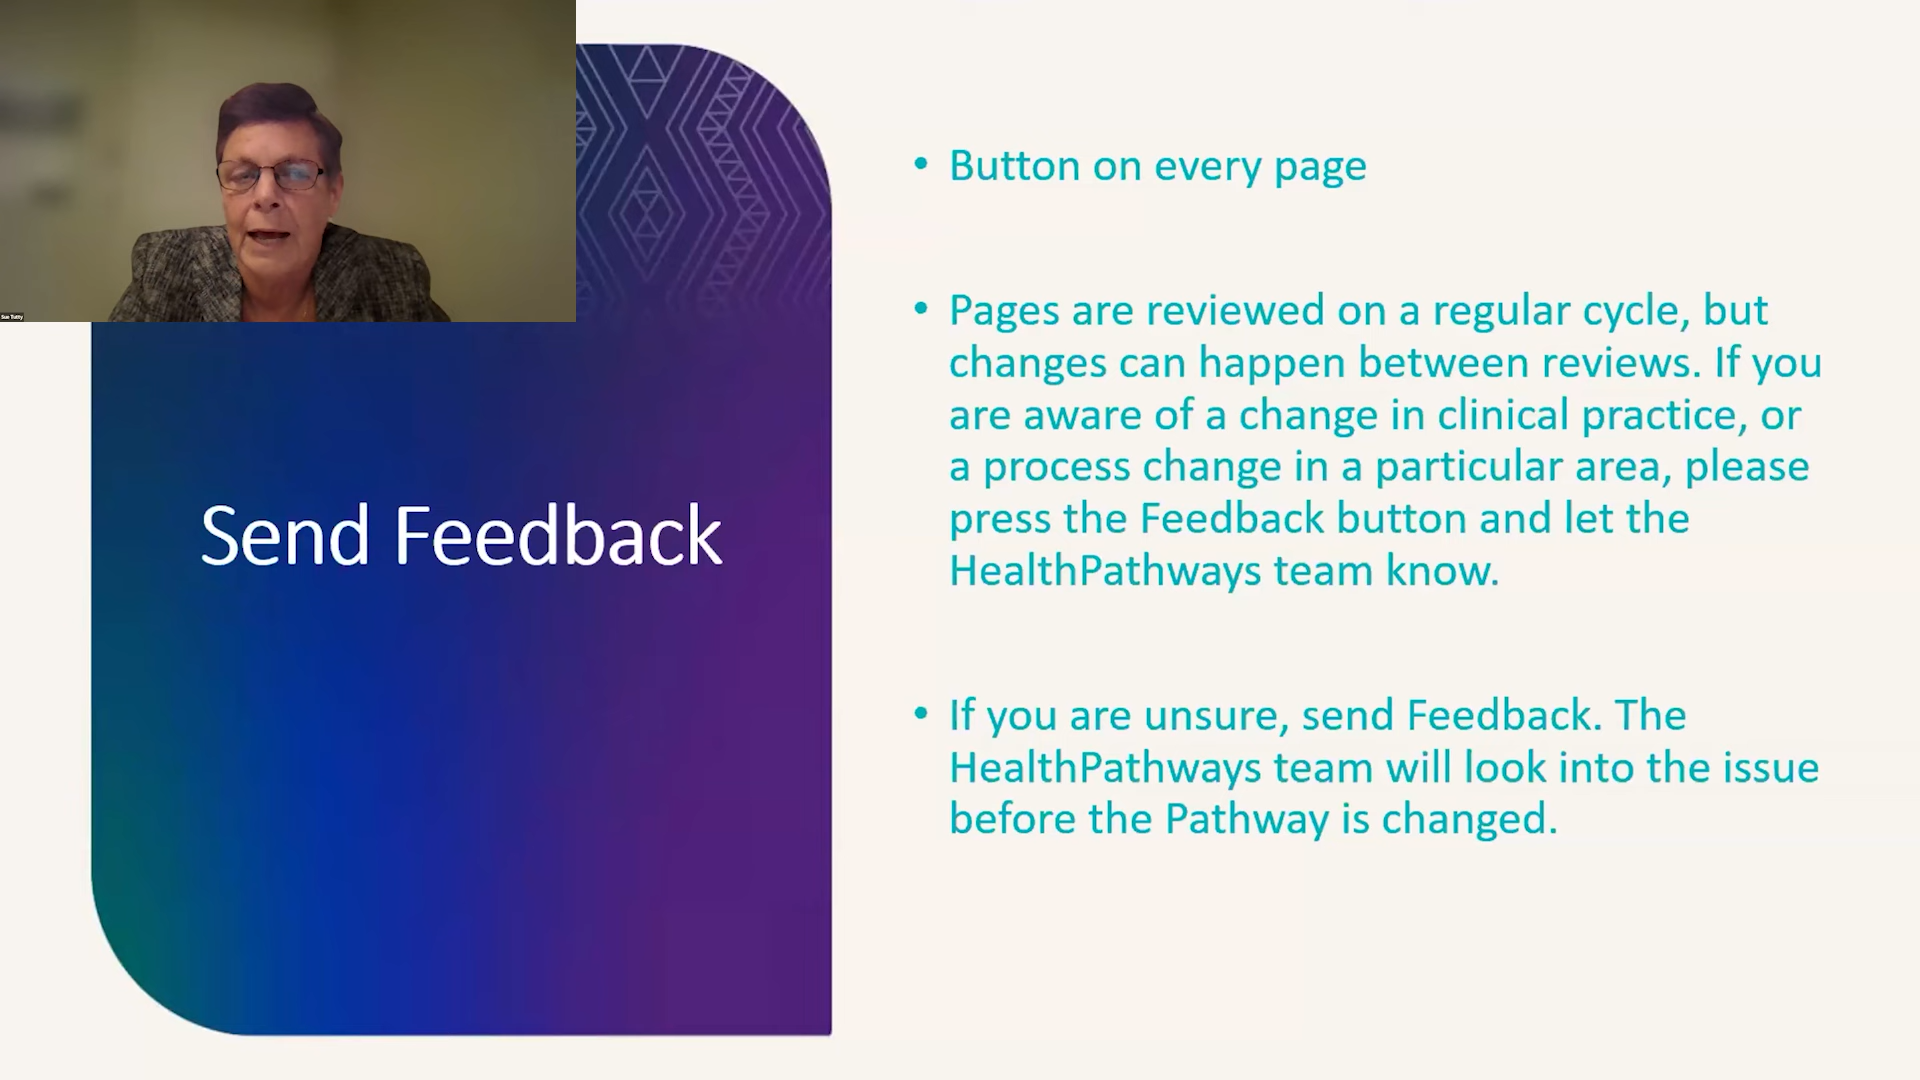 Sue Tutty
Send Feedback
• Button on every page
• Pages are reviewed on a regular cycle, but
changes can happen between reviews. If you
are aware of a change in clinical practice, or
a process change in a particular area, please
press the Feedback button and let the
HealthPathways team know.
• If you are unsure, send Feedback. The
HealthPathways team will look into the issue
before the Pathway is changed.